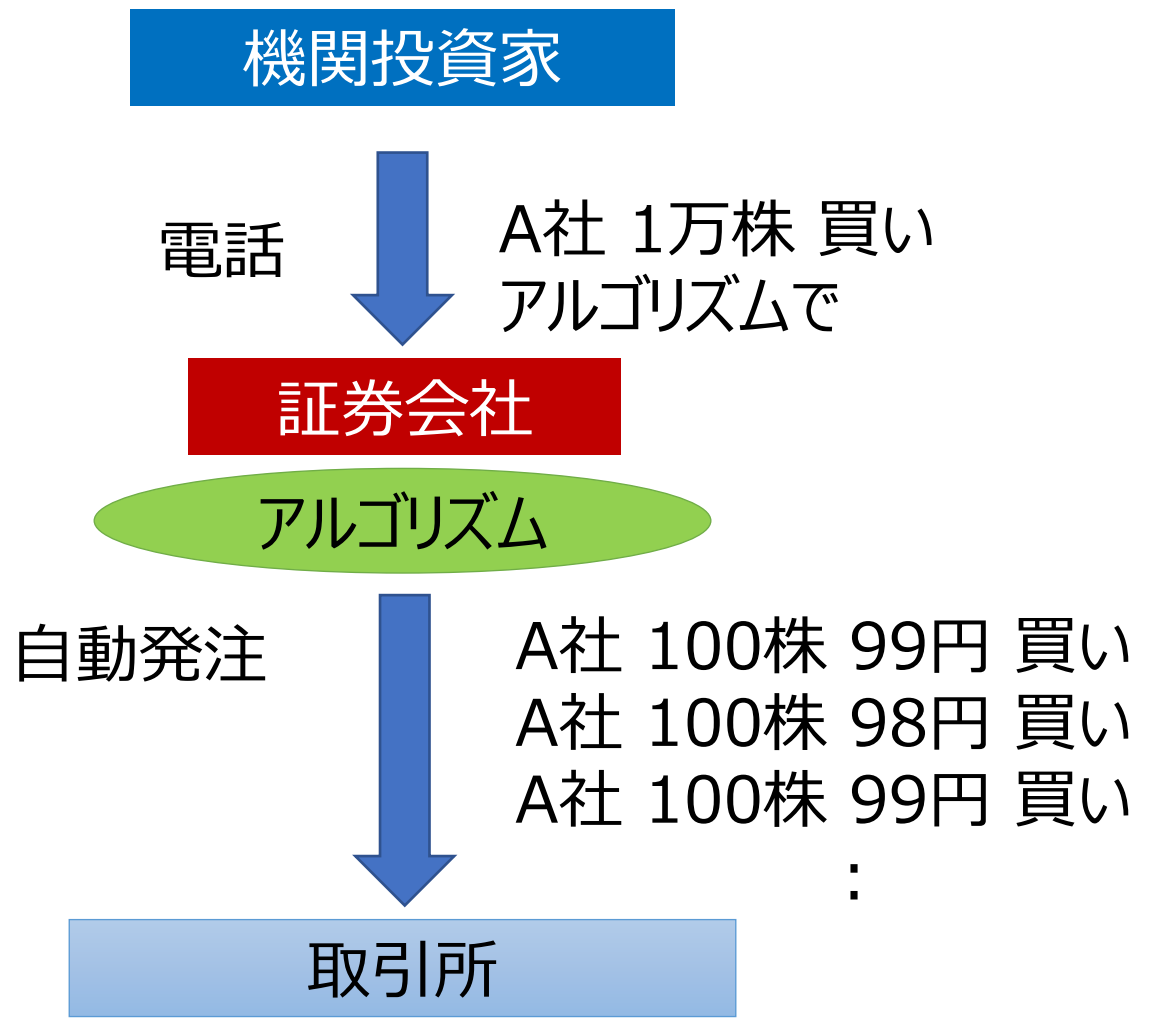 機関投資家
電話
A社 1万株 買い
アルゴリズムで
証券会社
アルゴリズム
自動発注
A社 100株 99円 買い
A社 100株 98円 買い
A社 100株 99円 買い
：
取引所